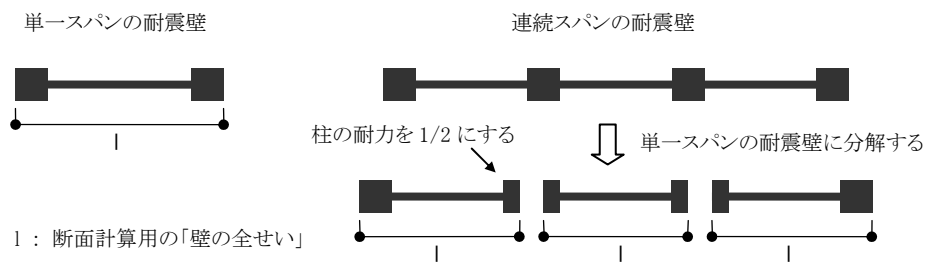 単一スパンの耐震壁
連続スパンの耐震壁
l
柱の耐力を 1/2 にする
単一スパンの耐震壁に分解する
l : 断面計算用の「壁の全せい」
l
l
l